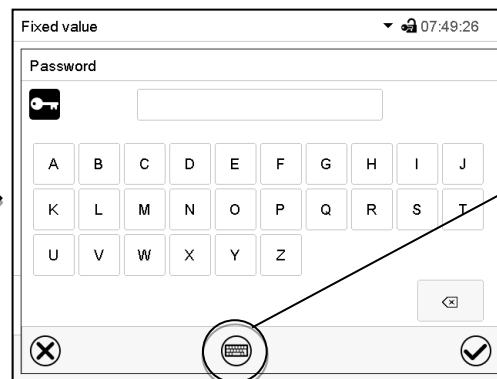 Fixed value 07:49:26
Password
A B C D E F G H I J
K L M N O P Q R S T
U V W X Y Z